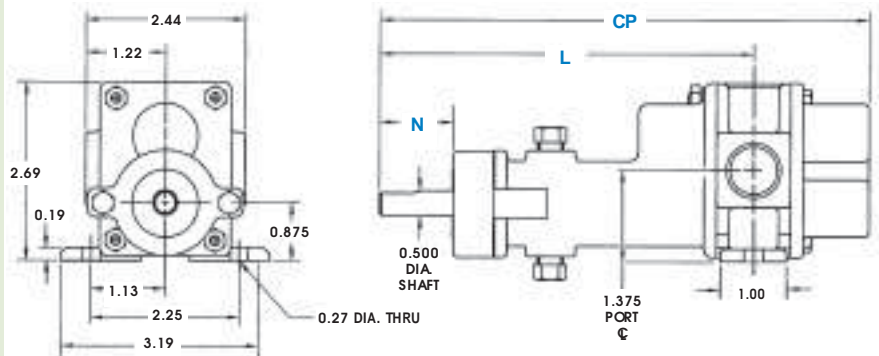 2.44
1.22
2.69
0.19
0.875
1.13
2.25
3.19
0.27 DIA. THRU
CP
L
N
0.500
DIA.
SHAFT
1.375
PORT
℄
1.00